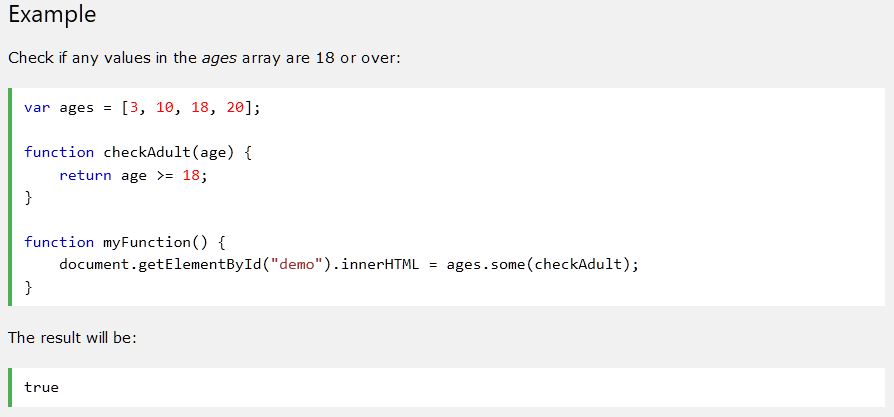 Example
Check if any values in the ages array are 18 or over:
var ages = [3, 10, 18, 20];
function checkAdult(age) {
    return age >= 18;
}
function myFunction() {
    document.getElementById("demo").innerHTML = ages.some(checkAdult);
}
The result will be:
true